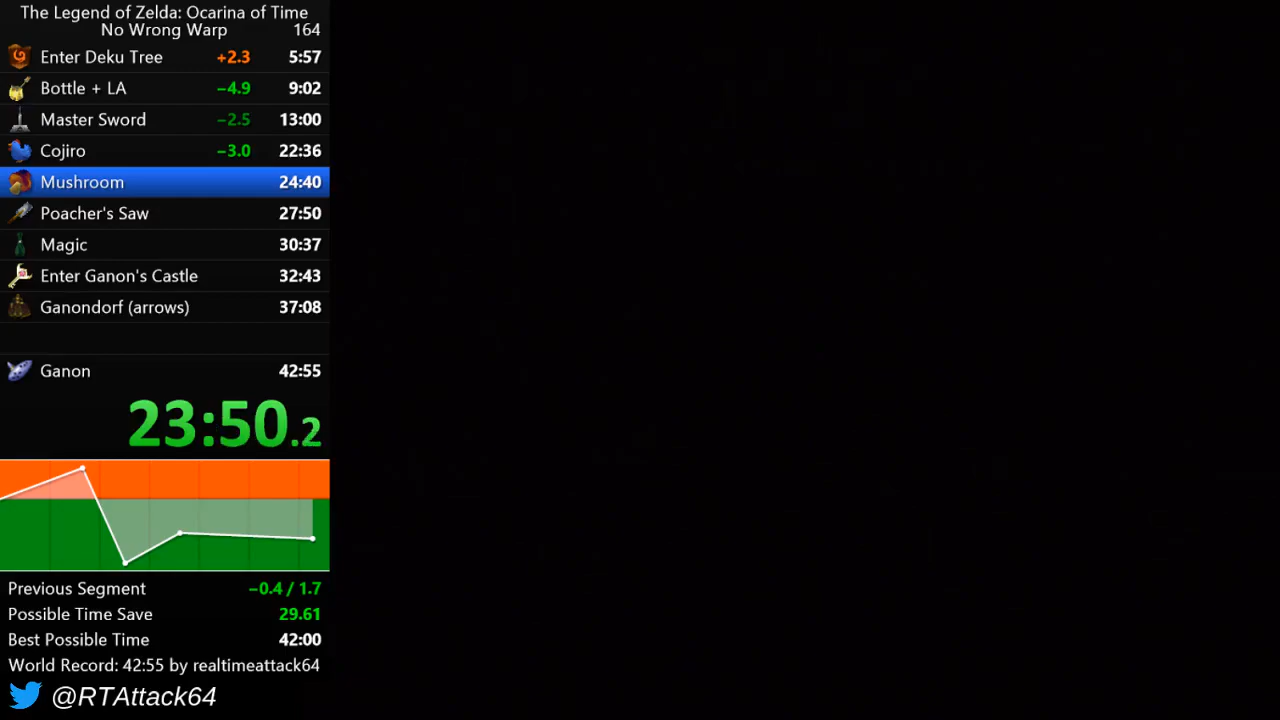 The Legend of Zelda: Ocarina of Time
No Wrong Warp 164
Enter Deku Tree +2.3 5:57
Bottle + LA −4.9 9:02
Master Sword −2.5 13:00
Cojiro −3.0 22:36
Mushroom 24:40
Poacher's Saw 27:50
Magic 30:37
Enter Ganon's Castle 32:43
Ganondorf (arrows) 37:08
Ganon 42:55
23:50.2
Previous Segment −0.4 / 1.7
Possible Time Save 29.61
Best Possible Time 42:00
World Record: 42:55 by realtimeattack64
@RTAttack64